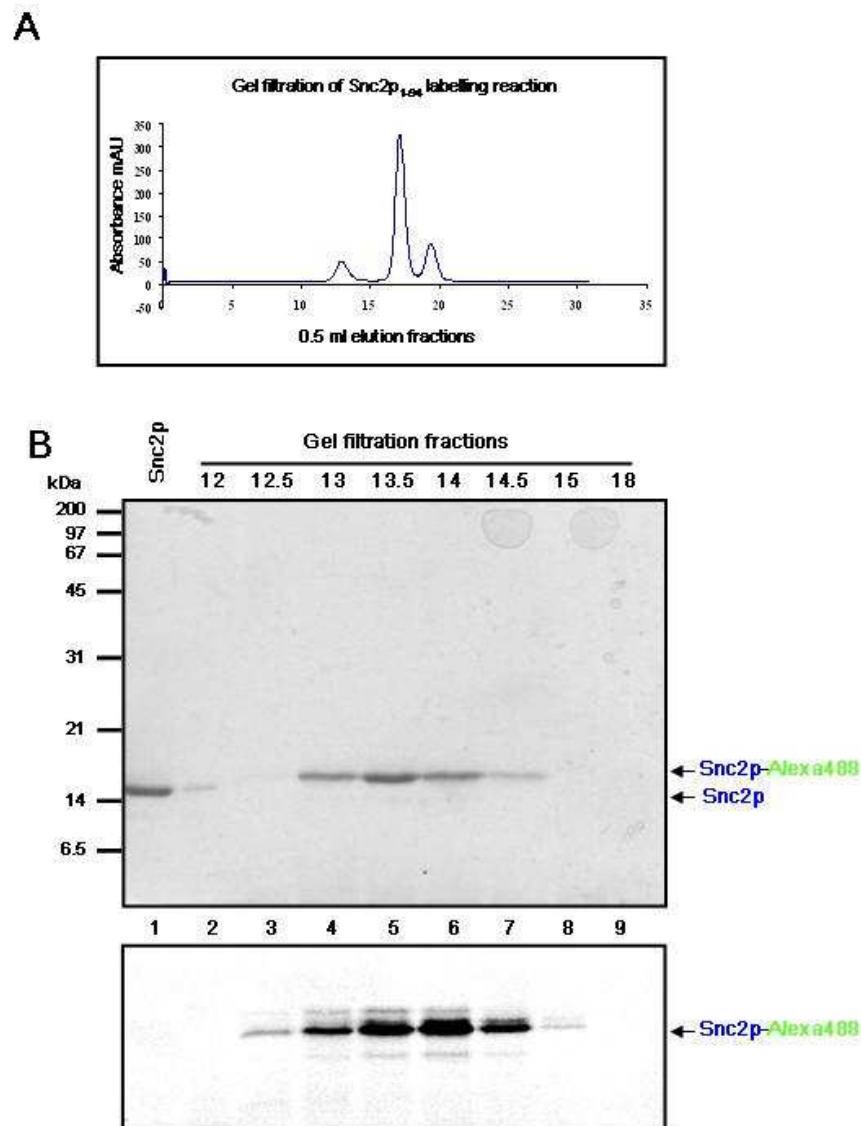 A
Gel filtration of Snc2p1-94 labelling reaction
Absorbance mAU
350
300
250
200
150
100
50
0
-50
0 5 10 15 20 25 30 35
0.5 ml elution fractions
B
Snc2p
Gel filtration fractions
kDa
12 12.5 13 13.5 14 14.5 15 18
200
97
67
45
31
21
14
6.5
Snc2p-Alexa488
Snc2p
1 2 3 4 5 6 7 8 9
Snc2p-Alexa488